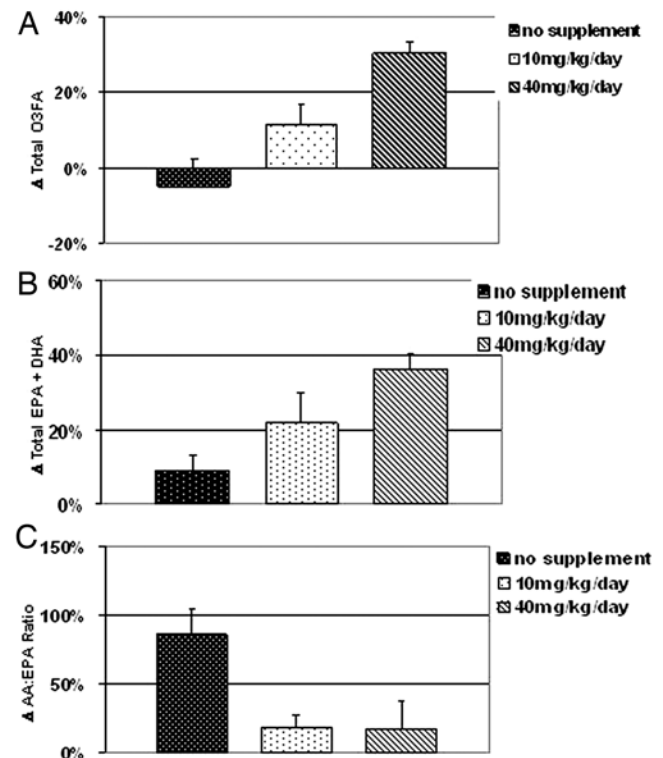 A
Δ Total O3FA
40%
20%
0%
-20%
no supplement
10mg/kg/day
40mg/kg/day
B
Δ Total EPA + DHA
60%
40%
20%
0%
no supplement
10mg/kg/day
40mg/kg/day
C
Δ AA:EPA Ratio
150%
100%
50%
0%
no supplement
10mg/kg/day
40mg/kg/day